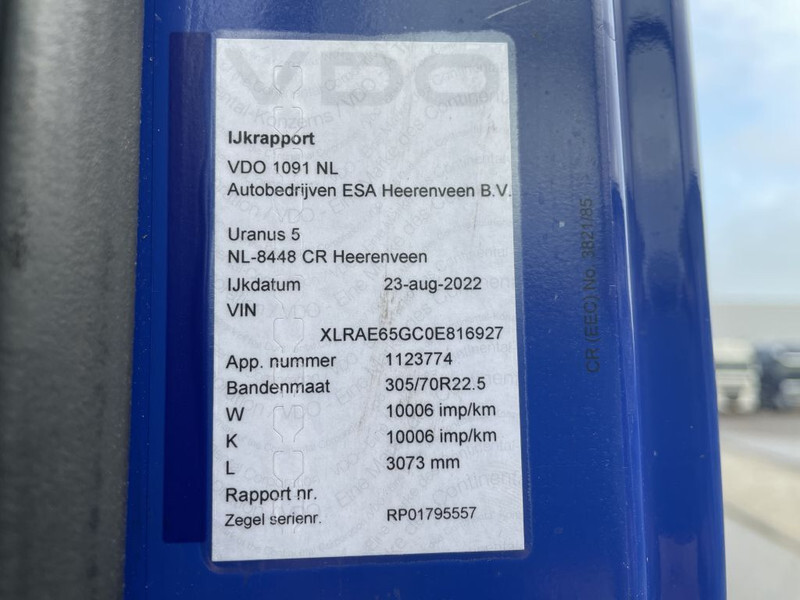 VDO
IJkrapport
VDO 1091 NL
Autobedrijven ESA Heerenveen B.V.
Uranus 5
NL-8448 CR Heerenveen
IJkdatum 23-aug-2022
VIN
XLRAE65GC0E816927
App. nummer 1123774
Bandenmaat 305/70R22.5
W 10006 imp/km
K 10006 imp/km
L 3073 mm
Rapport nr.
Zegel serienr. RP01795557
CR (EEC) No. 3821/85